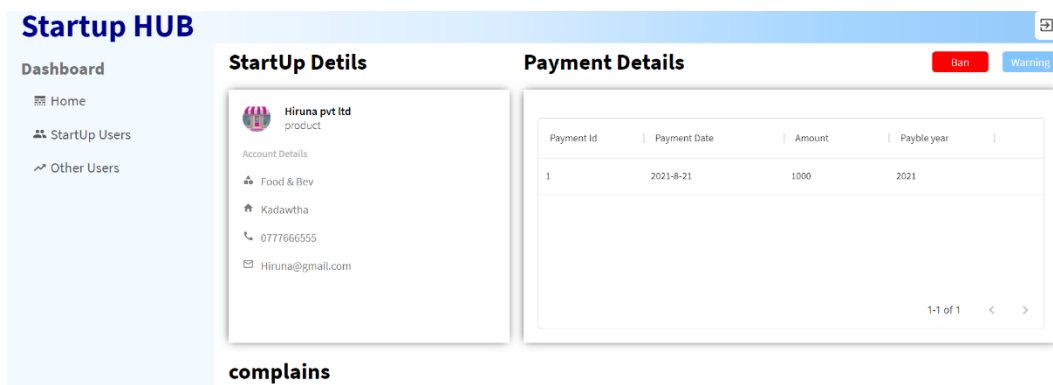 Startup HUB
Dashboard
Home
StartUp Users
Other Users
StartUp Detils
Hiruna pvt ltd
product
Account Details
Food & Bev
Kadawtha
0777666555
Hiruna@gmail.com
Payment Details
Ban
Warning
Payment Id Payment Date Amount Payble year
1 2021-8-21 1000 2021
1-1 of 1
complains